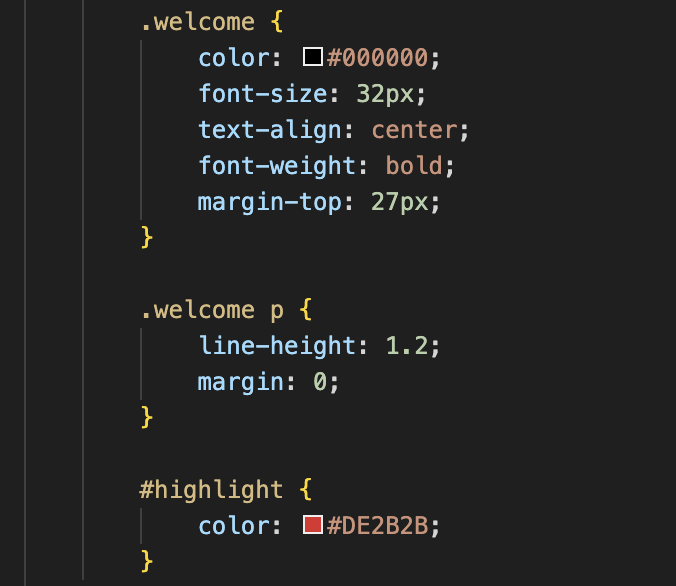 .welcome {
color: #000000;
font-size: 32px;
text-align: center;
font-weight: bold;
margin-top: 27px;
}
.welcome p {
line-height: 1.2;
margin: 0;
}
#highlight {
color: #DE2B2B;
}